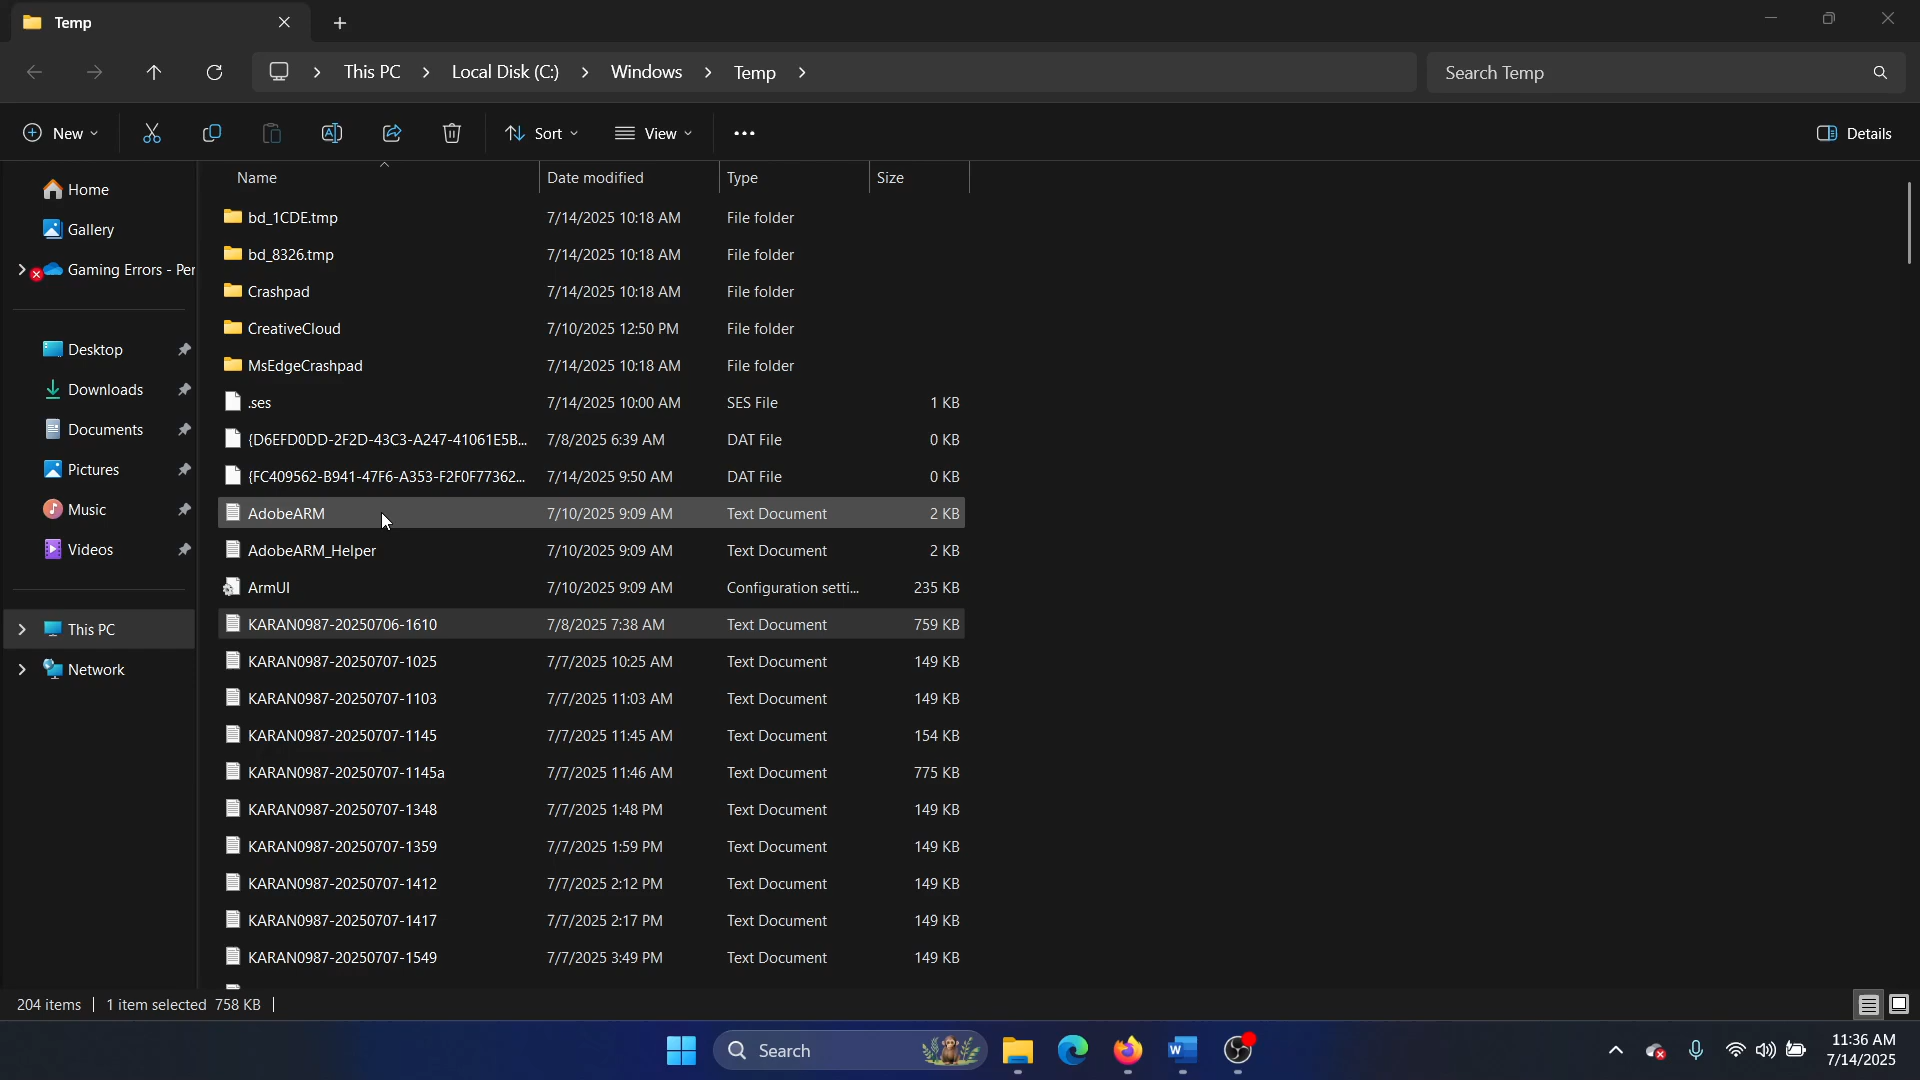 Temp
This PC
Local Disk (C:)
Windows
Temp
Search Temp
New
Sort
View
Details
Name
Date modified
Type
Size
Home
Gallery
Gaming Errors - Per
Desktop
Downloads
Documents
Pictures
Music
Videos
This PC
Network
bd_1CDE.tmp 7/14/2025 10:18 AM File folder
bd_8326.tmp 7/14/2025 10:18 AM File folder
Crashpad 7/14/2025 10:18 AM File folder
CreativeCloud 7/10/2025 12:50 PM File folder
MsEdgeCrashpad 7/14/2025 10:18 AM File folder
.ses 7/14/2025 10:00 AM SES File 1 KB
{D6EFD0DD-2F2D-43C3-A247-41061E5B... 7/8/2025 6:39 AM DAT File 0 KB
{FC409562-B941-47F6-A353-F2F0F77362... 7/14/2025 9:50 AM DAT File 0 KB
AdobeARM 7/10/2025 9:09 AM Text Document 2 KB
AdobeARM_Helper 7/10/2025 9:09 AM Text Document 2 KB
ArmUI 7/10/2025 9:09 AM Configuration setti... 235 KB
KARAN0987-20250706-1610 7/8/2025 7:38 AM Text Document 759 KB
KARAN0987-20250707-1025 7/7/2025 10:25 AM Text Document 149 KB
KARAN0987-20250707-1103 7/7/2025 11:03 AM Text Document 149 KB
KARAN0987-20250707-1145 7/7/2025 11:45 AM Text Document 154 KB
KARAN0987-20250707-1145a 7/7/2025 11:46 AM Text Document 775 KB
KARAN0987-20250707-1348 7/7/2025 1:48 PM Text Document 149 KB
KARAN0987-20250707-1359 7/7/2025 1:59 PM Text Document 149 KB
KARAN0987-20250707-1412 7/7/2025 2:12 PM Text Document 149 KB
KARAN0987-20250707-1417 7/7/2025 2:17 PM Text Document 149 KB
KARAN0987-20250707-1549 7/7/2025 3:49 PM Text Document 149 KB
204 items
1 item selected 758 KB
Search
W
11:36 AM
7/14/2025